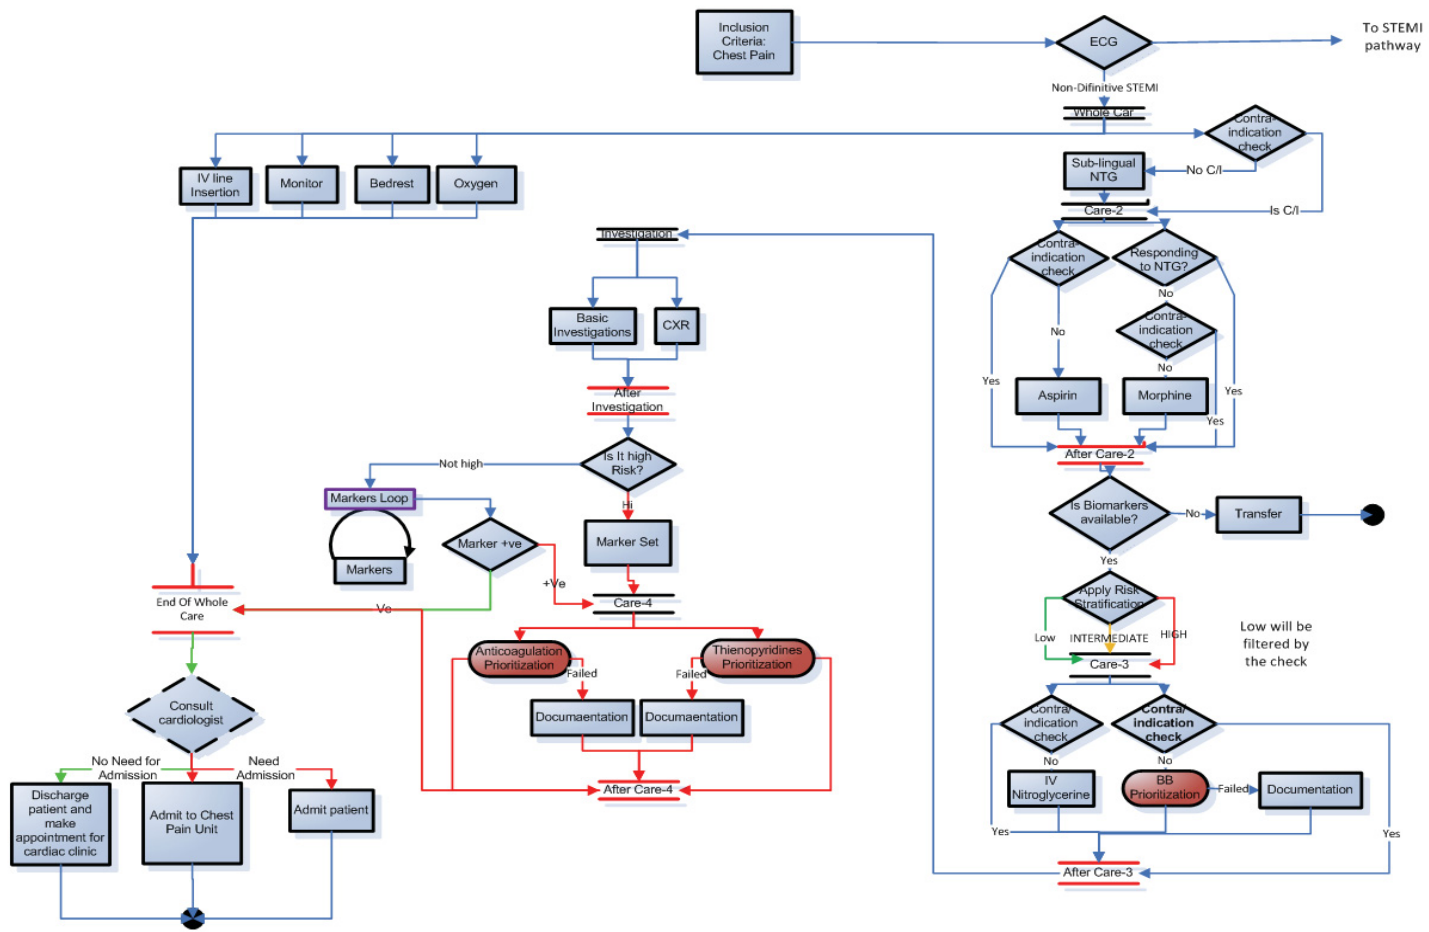 Inclusion
Criteria:
Chest Pain
ECG
To STEMI
pathway
Non-Difinitive STEMI
Whole Car
Contra-
indication
check
IV line
Insertion
Monitor
Bedrest
Oxygen
Sub-lingual
NTG
No C/I
Care-2
Is C/I
Investigation
Contra-
indication
check
Responding
to NTG?
No
Basic
Investigations
CXR
Contra-
indication
check
No
No
Yes
Aspirin
Morphine
Yes
Yes
After
Investigation
After Care-2
Is It high
Risk?
Not high
Hi
Markers Loop
Marker +ve
Markers
Marker Set
+Ve
Is Biomarkers
available?
No
Transfer
Yes
Apply Risk
Stratification
Low
INTERMEDIATE
HIGH
Low will be
filtered by
the check
Care-3
End Of Whole
Care
Ve
Care-4
Anticoagulation
Prioritization
Thienopyridines
Prioritization
Failed
Failed
Documaentation
Documaentation
After Care-4
Consult
cardiologist
No Need for
Admission
Need
Admission
Discharge
patient and
make
appointment for
cardiac clinic
Admit to Chest
Pain Unit
Admit patient
Contra/
indication
check
Contra/
indication
check
No
No
IV
Nitroglycerine
BB
Prioritization
Failed
Documentation
Yes
Yes
After Care-3